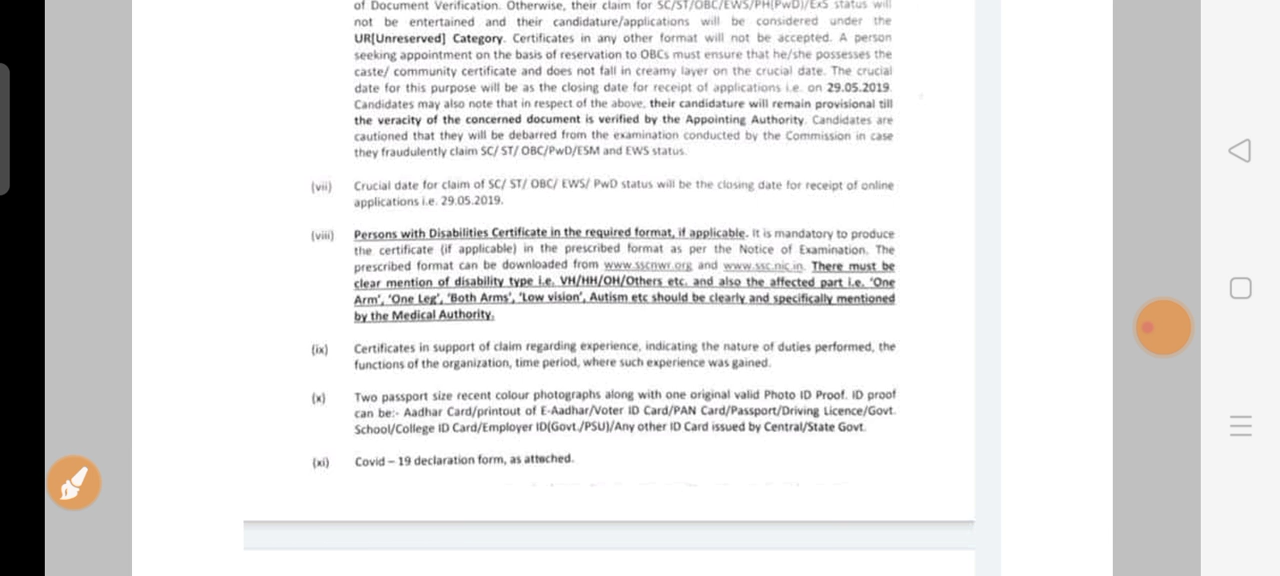 of Document Verification. Otherwise, their claim for SC/ST/OBC/EWS/PH(PwD)/ExS status will
not be entertained and their candidature/applications will be considered under the
UR[Unreserved] Category. Certificates in any other format will not be accepted. A person
seeking appointment on the basis of reservation to OBCs must ensure that he/she possesses the
caste/ community certificate and does not fall in creamy layer on the crucial date. The crucial
date for this purpose will be as the closing date for receipt of applications i.e. on 29.05.2019.
Candidates may also note that in respect of the above, their candidature will remain provisional till
the veracity of the concerned document is verified by the Appointing Authority. Candidates are
cautioned that they will be debarred from the examination conducted by the Commission in case
they fraudulently claim SC/ ST/ OBC/PwD/ESM and EWS status.
(vii) Crucial date for claim of SC/ ST/ OBC/ EWS/ PwD status will be the closing date for receipt of online
applications i.e. 29.05.2019.
(viii) Persons with Disabilities Certificate in the required format, if applicable. It is mandatory to produce
the certificate (if applicable) in the prescribed format as per the Notice of Examination. The
prescribed format can be downloaded from www.sscnwr.org and www.ssc.nic.in. There must be
clear mention of disability type i.e. VH/HH/OH/Others etc. and also the affected part i.e. 'One
Arm', 'One Leg', 'Both Arms', 'Low vision', Autism etc should be clearly and specifically mentioned
by the Medical Authority.
(ix) Certificates in support of claim regarding experience, indicating the nature of duties performed, the
functions of the organization, time period, where such experience was gained.
(x) Two passport size recent colour photographs along with one original valid Photo ID Proof. ID proof
can be:- Aadhar Card/printout of E-Aadhar/Voter ID Card/PAN Card/Passport/Driving Licence/Govt.
School/College ID Card/Employer ID(Govt./PSU)/Any other ID Card issued by Central/State Govt.
(xi) Covid – 19 declaration form, as attached.